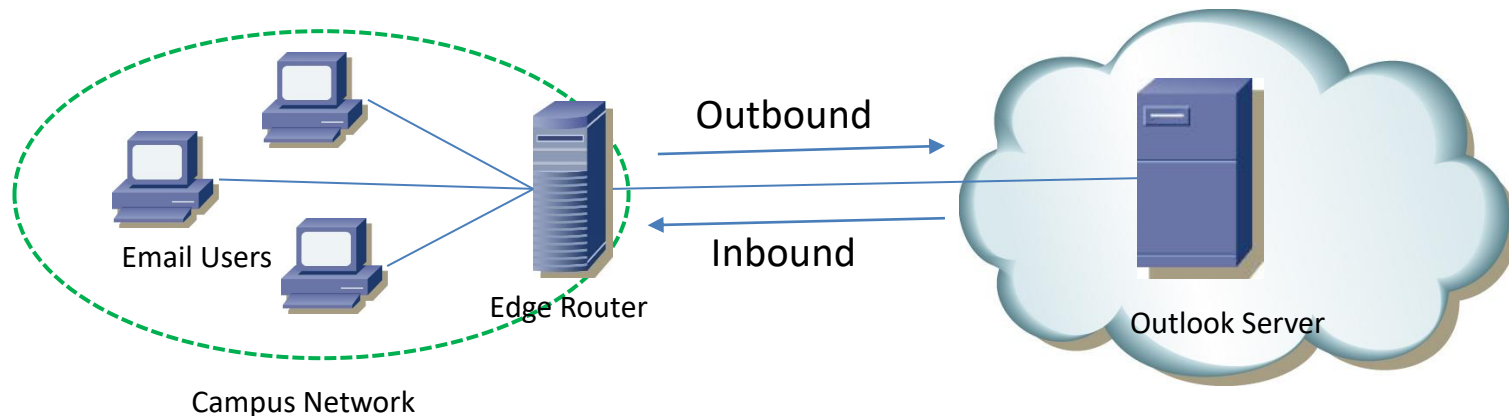 Outbound
Email Users
Inbound
Edge Router
Outlook Server
Campus Network